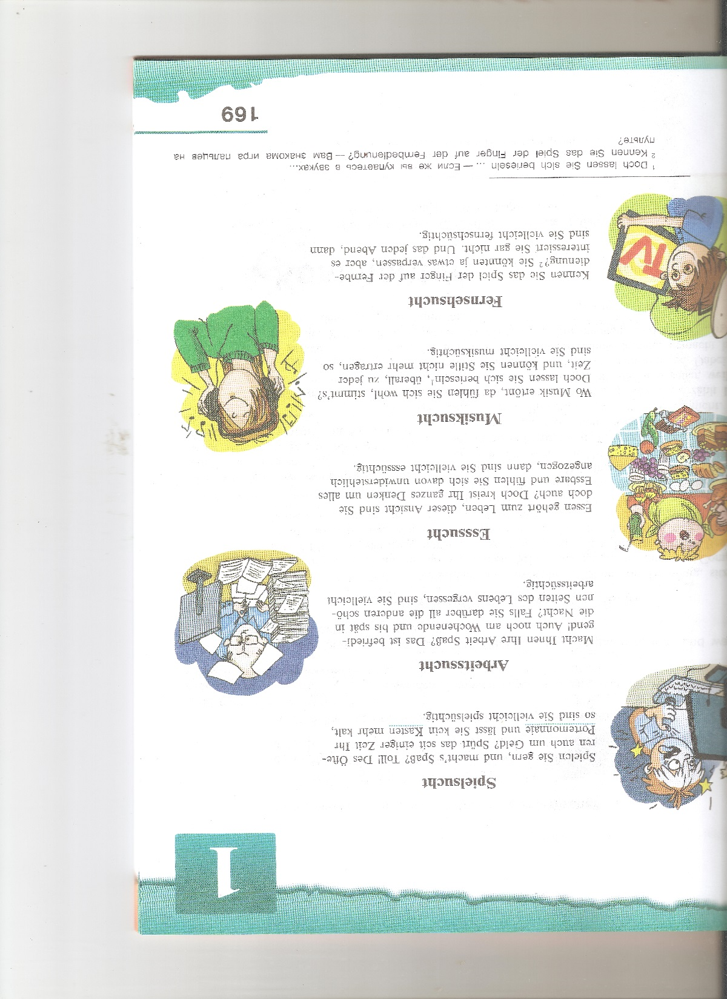 1
Spielsucht
Spielen Sie gern, und macht's Spaß? Toll! Des Öfte-
ren auch um Geld? Spürt das seit einiger Zeit Ihr
Portemonnaie und lässt Sie kein Kasten mehr kalt,
so sind Sie vielleicht spielsüchtig.
Arbeitssucht
Macht Ihnen Ihre Arbeit Spaß? Das ist befriedi-
gend! Auch noch am Wochenende und bis spät in
die Nacht? Falls Sie darüber all die anderen schö-
nen Seiten des Lebens vergessen, sind Sie vielleicht
arbeitssüchtig.
Esssucht
Essen gehört zum Leben, dieser Ansicht sind Sie
doch auch? Doch kreist Ihr ganzes Denken um alles
Essbare und fühlen Sie sich davon unwiderstehlich
angezogen, dann sind Sie vielleicht esssüchtig.
Musiksucht
Wo Musik ertönt, da fühlen Sie sich wohl, stimmt's?
Doch lassen Sie sich berieseln¹, überall, zu jeder
Zeit, und können Sie Stille nicht mehr ertragen, so
sind Sie vielleicht musiksüchtig.
Fernsehsucht
Kennen Sie das Spiel der Finger auf der Fernbe-
dienung?² Sie könnten ja etwas verpassen, aber es
interessiert Sie gar nicht. Und das jeden Abend, dann
sind Sie vielleicht fernsehsüchtig.
TV
¹ Doch lassen Sie sich berieseln ... — Если же вы купаетесь в звуках...
² Kennen Sie das Spiel der Finger auf der Fernbedienung? — Вам знакома игра пальцев на
пульте?
169